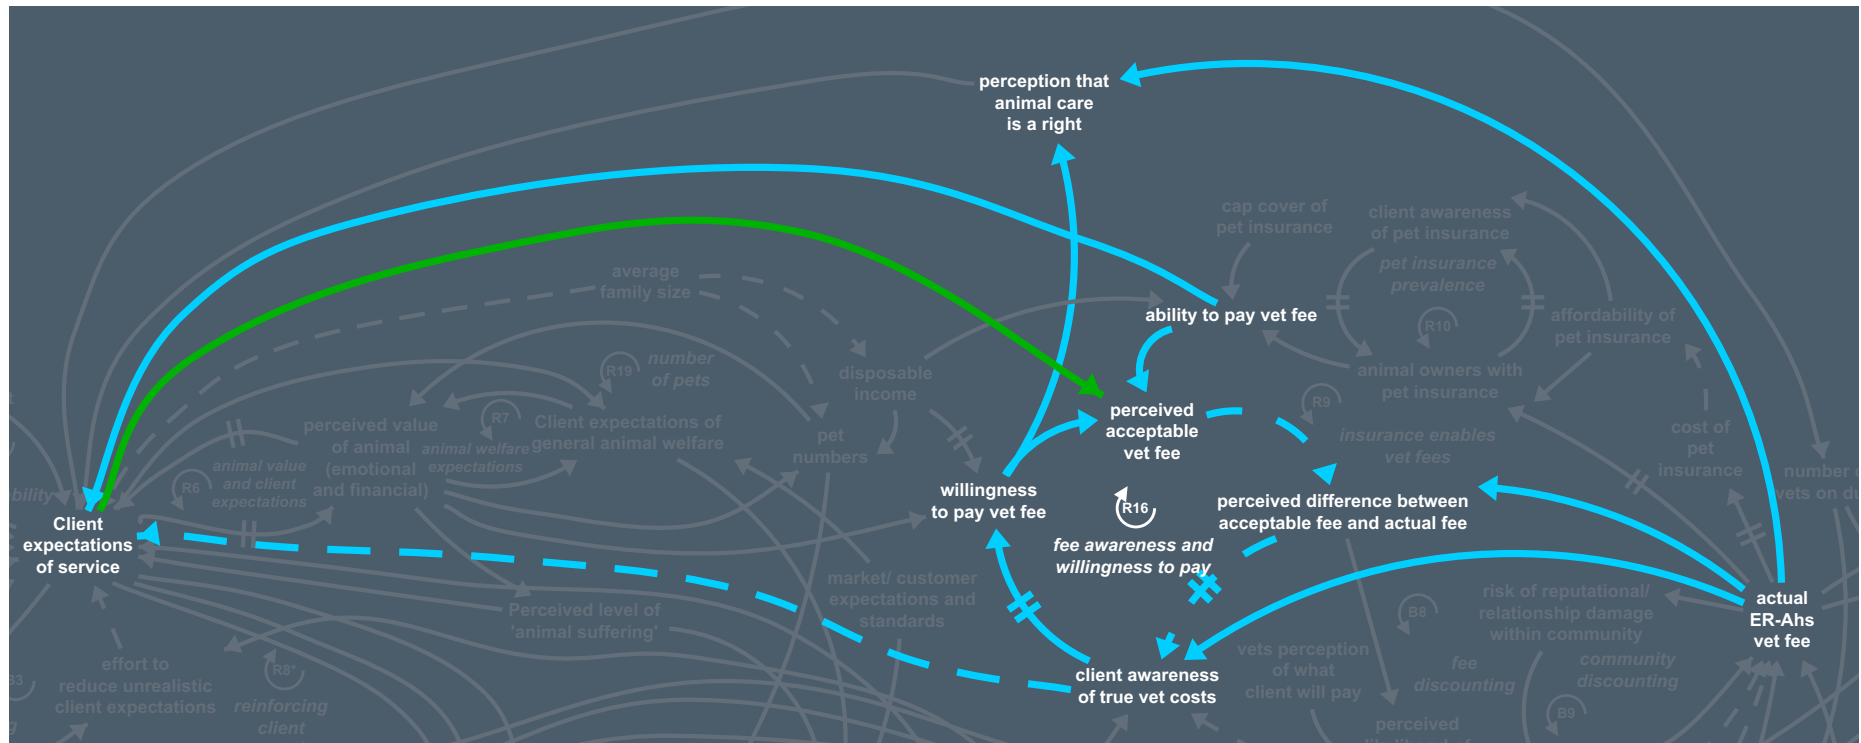 perception that
animal care
is a right
cap cover of
pet insurance
client awareness
of pet insurance
pet insurance
prevalence
R10
average
family size
ability to pay vet fee
affordability of
pet insurance
R19
number
of pets
disposable
income
animal owners with
pet insurance
R9
insurance enables
vet fees
R7
Client expectations of
general animal welfare
perceived value
of animal
(emotional
and financial)
animal welfare
expectations
perceived
acceptable
vet fee
pet
numbers
cost of
pet
insurance
animal value
and client
expectations
R6
willingness
to pay vet fee
perceived difference between
acceptable fee and actual fee
R16
fee awareness and
willingness to pay
number
vets on du
Client
expectations
of service
market/ customer
expectations and
standards
Perceived level of
'animal suffering'
risk of reputational/
relationship damage
within community
B8
actual
ER-Ahs
vet fee
effort to
reduce unrealistic
client expectations
R8*
reinforcing
client
client awareness
of true vet costs
vets perception
of what
client will pay
fee
discounting
community
discounting
B9
perceived